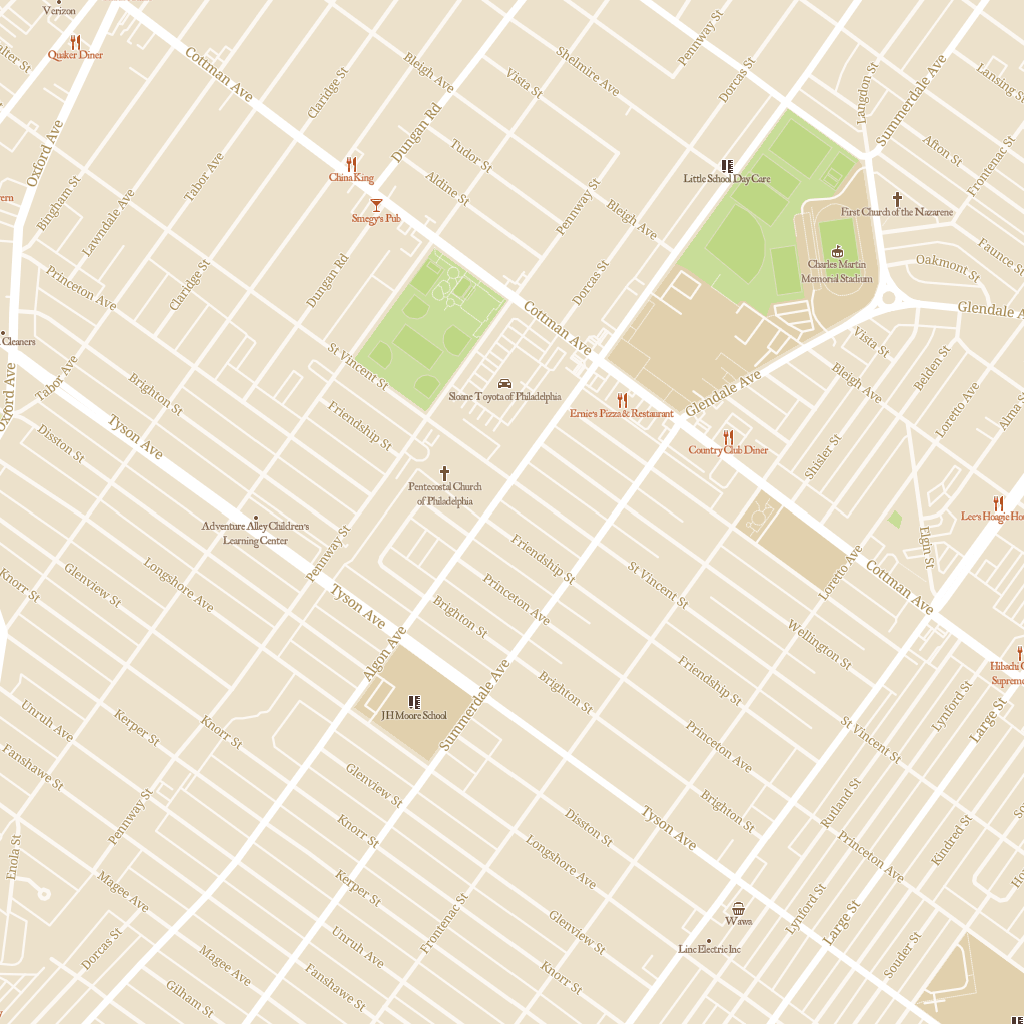 Verizon
Quaker Diner
Cottman Ave
Bleigh Ave
Shelmire Ave
Pennway St
Vista St
Claridge St
Dorcas St
Langdon St
Summerdale Ave
Lansing St
Dungan Rd
Oxford Ave
Tudor St
Afton St
Frontenac St
China King
Tabor Ave
Aldine St
Little School Day Care
Bingham St
Smegy's Pub
Pennway St
Bleigh Ave
First Church of the Nazarene
Lawndale Ave
Faunce St
Charles Martin
Memorial Stadium
Oakmont St
Princeton Ave
Claridge St
Dungan Rd
Dorcas St
Glendale A
Cottman Ave
Vista St
Cleaners
St Vincent St
Belden St
Bleigh Ave
Tabor Ave
Brighton St
Sloane Toyota of Philadelphia
Glendale Ave
Ernie's Pizza & Restaurant
Loretto Ave
Alma S
Oxford Ave
Tyson Ave
Friendship St
Disston St
Country Club Diner
Shisler St
Pentecostal Church
of Philadelphia
Lee's Hoagie Ho
Adventure Alley Children's
Learning Center
Elgin St
Pennway St
Friendship St
Longshore Ave
Glenview St
Knorr St
St Vincent St
Loretto Ave
Cottman Ave
Princeton Ave
Tyson Ave
Brighton St
Wellington St
Algon Ave
Hibachi
Supreme
Friendship St
Brighton St
Summerdale Ave
JH Moore School
Lynford St
Large St
Unruh Ave
Kerper St
Knorr St
St Vincent St
Princeton Ave
Fanshawe St
Glenview St
Rutland St
Brighton St
Pennway St
Knorr St
Disston St
Tyson Ave
Kindred St
Enola St
Longshore Ave
Princeton Ave
Magee Ave
Kerper St
Lynford St
Large St
Wawa
Frontenac St
Glenview St
Dorcas St
Unruh Ave
Linc Electric Inc
Souder St
Magee Ave
Knorr St
Fanshawe St
Gilham St